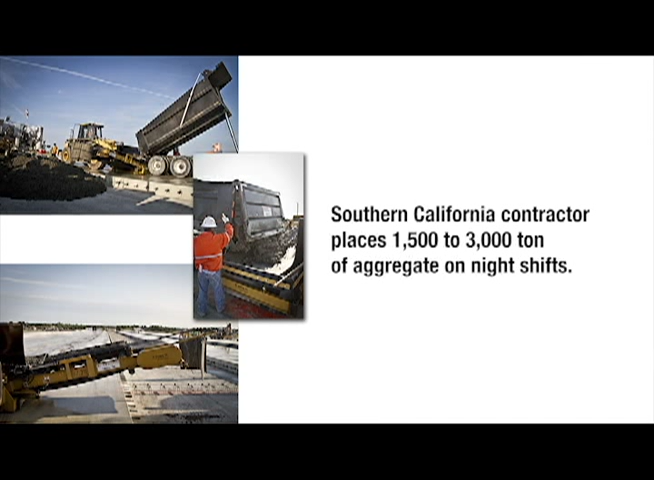 Southern California contractor
places 1,500 to 3,000 ton
of aggregate on night shifts.